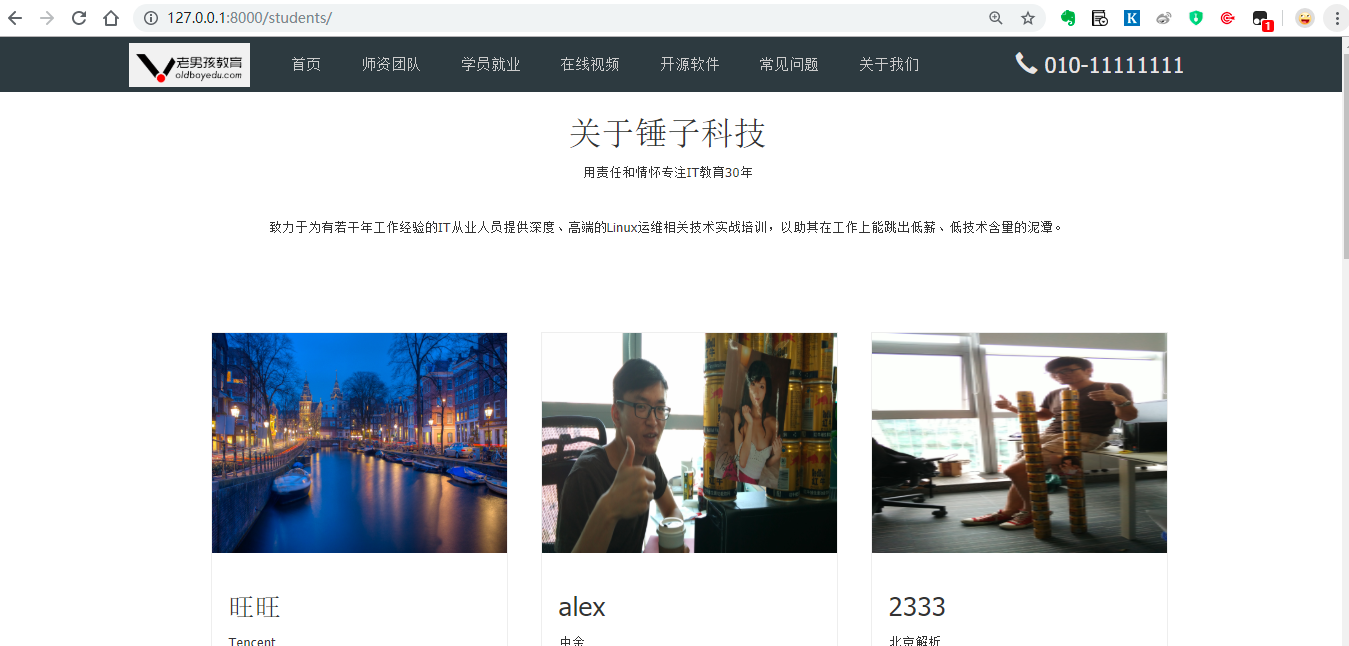 127.0.0.1:8000/students/
K
1
老男孩教育
oldboyedu.com
首页 师资团队 学员就业 在线视频 开源软件 常见问题 关于我们
010-11111111
关于锤子科技
用责任和情怀专注IT教育30年
致力于为有若干年工作经验的IT从业人员提供深度、高端的Linux运维相关技术实战培训，以助其在工作上能跳出低薪、低技术含量的泥潭。
旺旺 alex 2333
Tencent 中金 北京解析